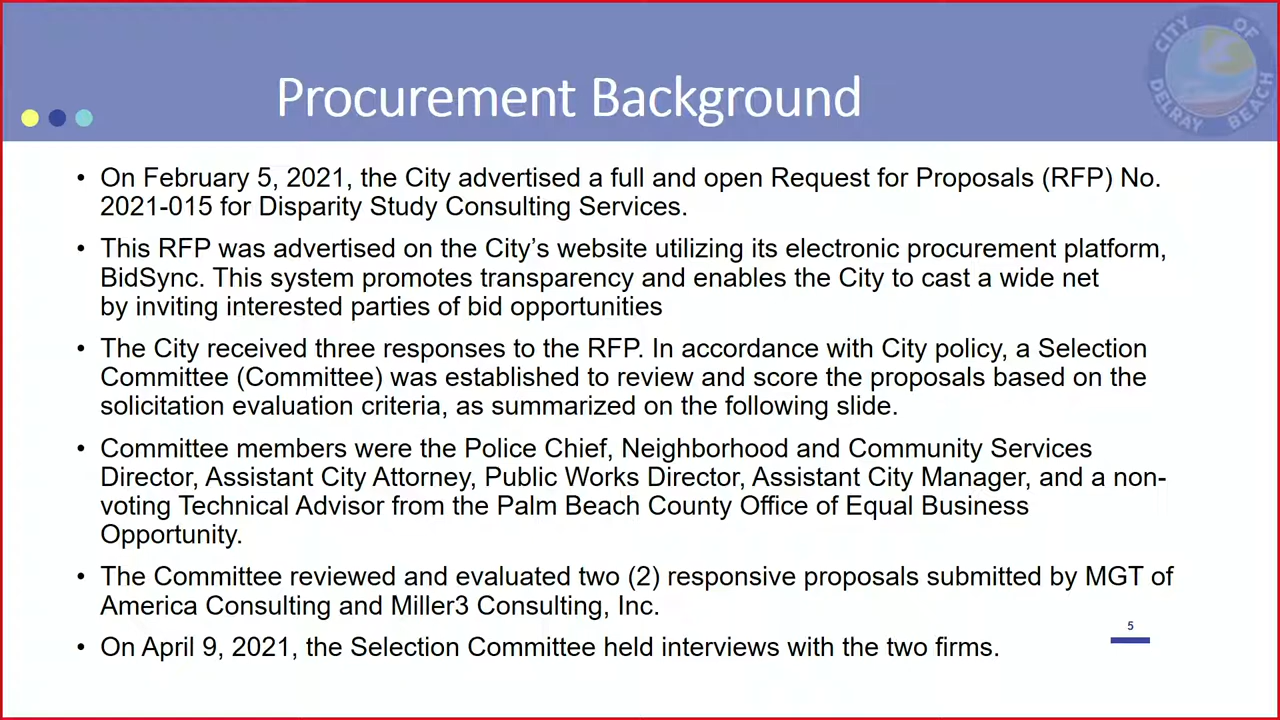 CITY OF
DELRAY BEACH
Procurement Background
• On February 5, 2021, the City advertised a full and open Request for Proposals (RFP) No.
2021-015 for Disparity Study Consulting Services.
• This RFP was advertised on the City’s website utilizing its electronic procurement platform,
BidSync. This system promotes transparency and enables the City to cast a wide net
by inviting interested parties of bid opportunities
• The City received three responses to the RFP. In accordance with City policy, a Selection
Committee (Committee) was established to review and score the proposals based on the
solicitation evaluation criteria, as summarized on the following slide.
• Committee members were the Police Chief, Neighborhood and Community Services
Director, Assistant City Attorney, Public Works Director, Assistant City Manager, and a non-
voting Technical Advisor from the Palm Beach County Office of Equal Business
Opportunity.
• The Committee reviewed and evaluated two (2) responsive proposals submitted by MGT of
America Consulting and Miller3 Consulting, Inc.
• On April 9, 2021, the Selection Committee held interviews with the two firms.
5